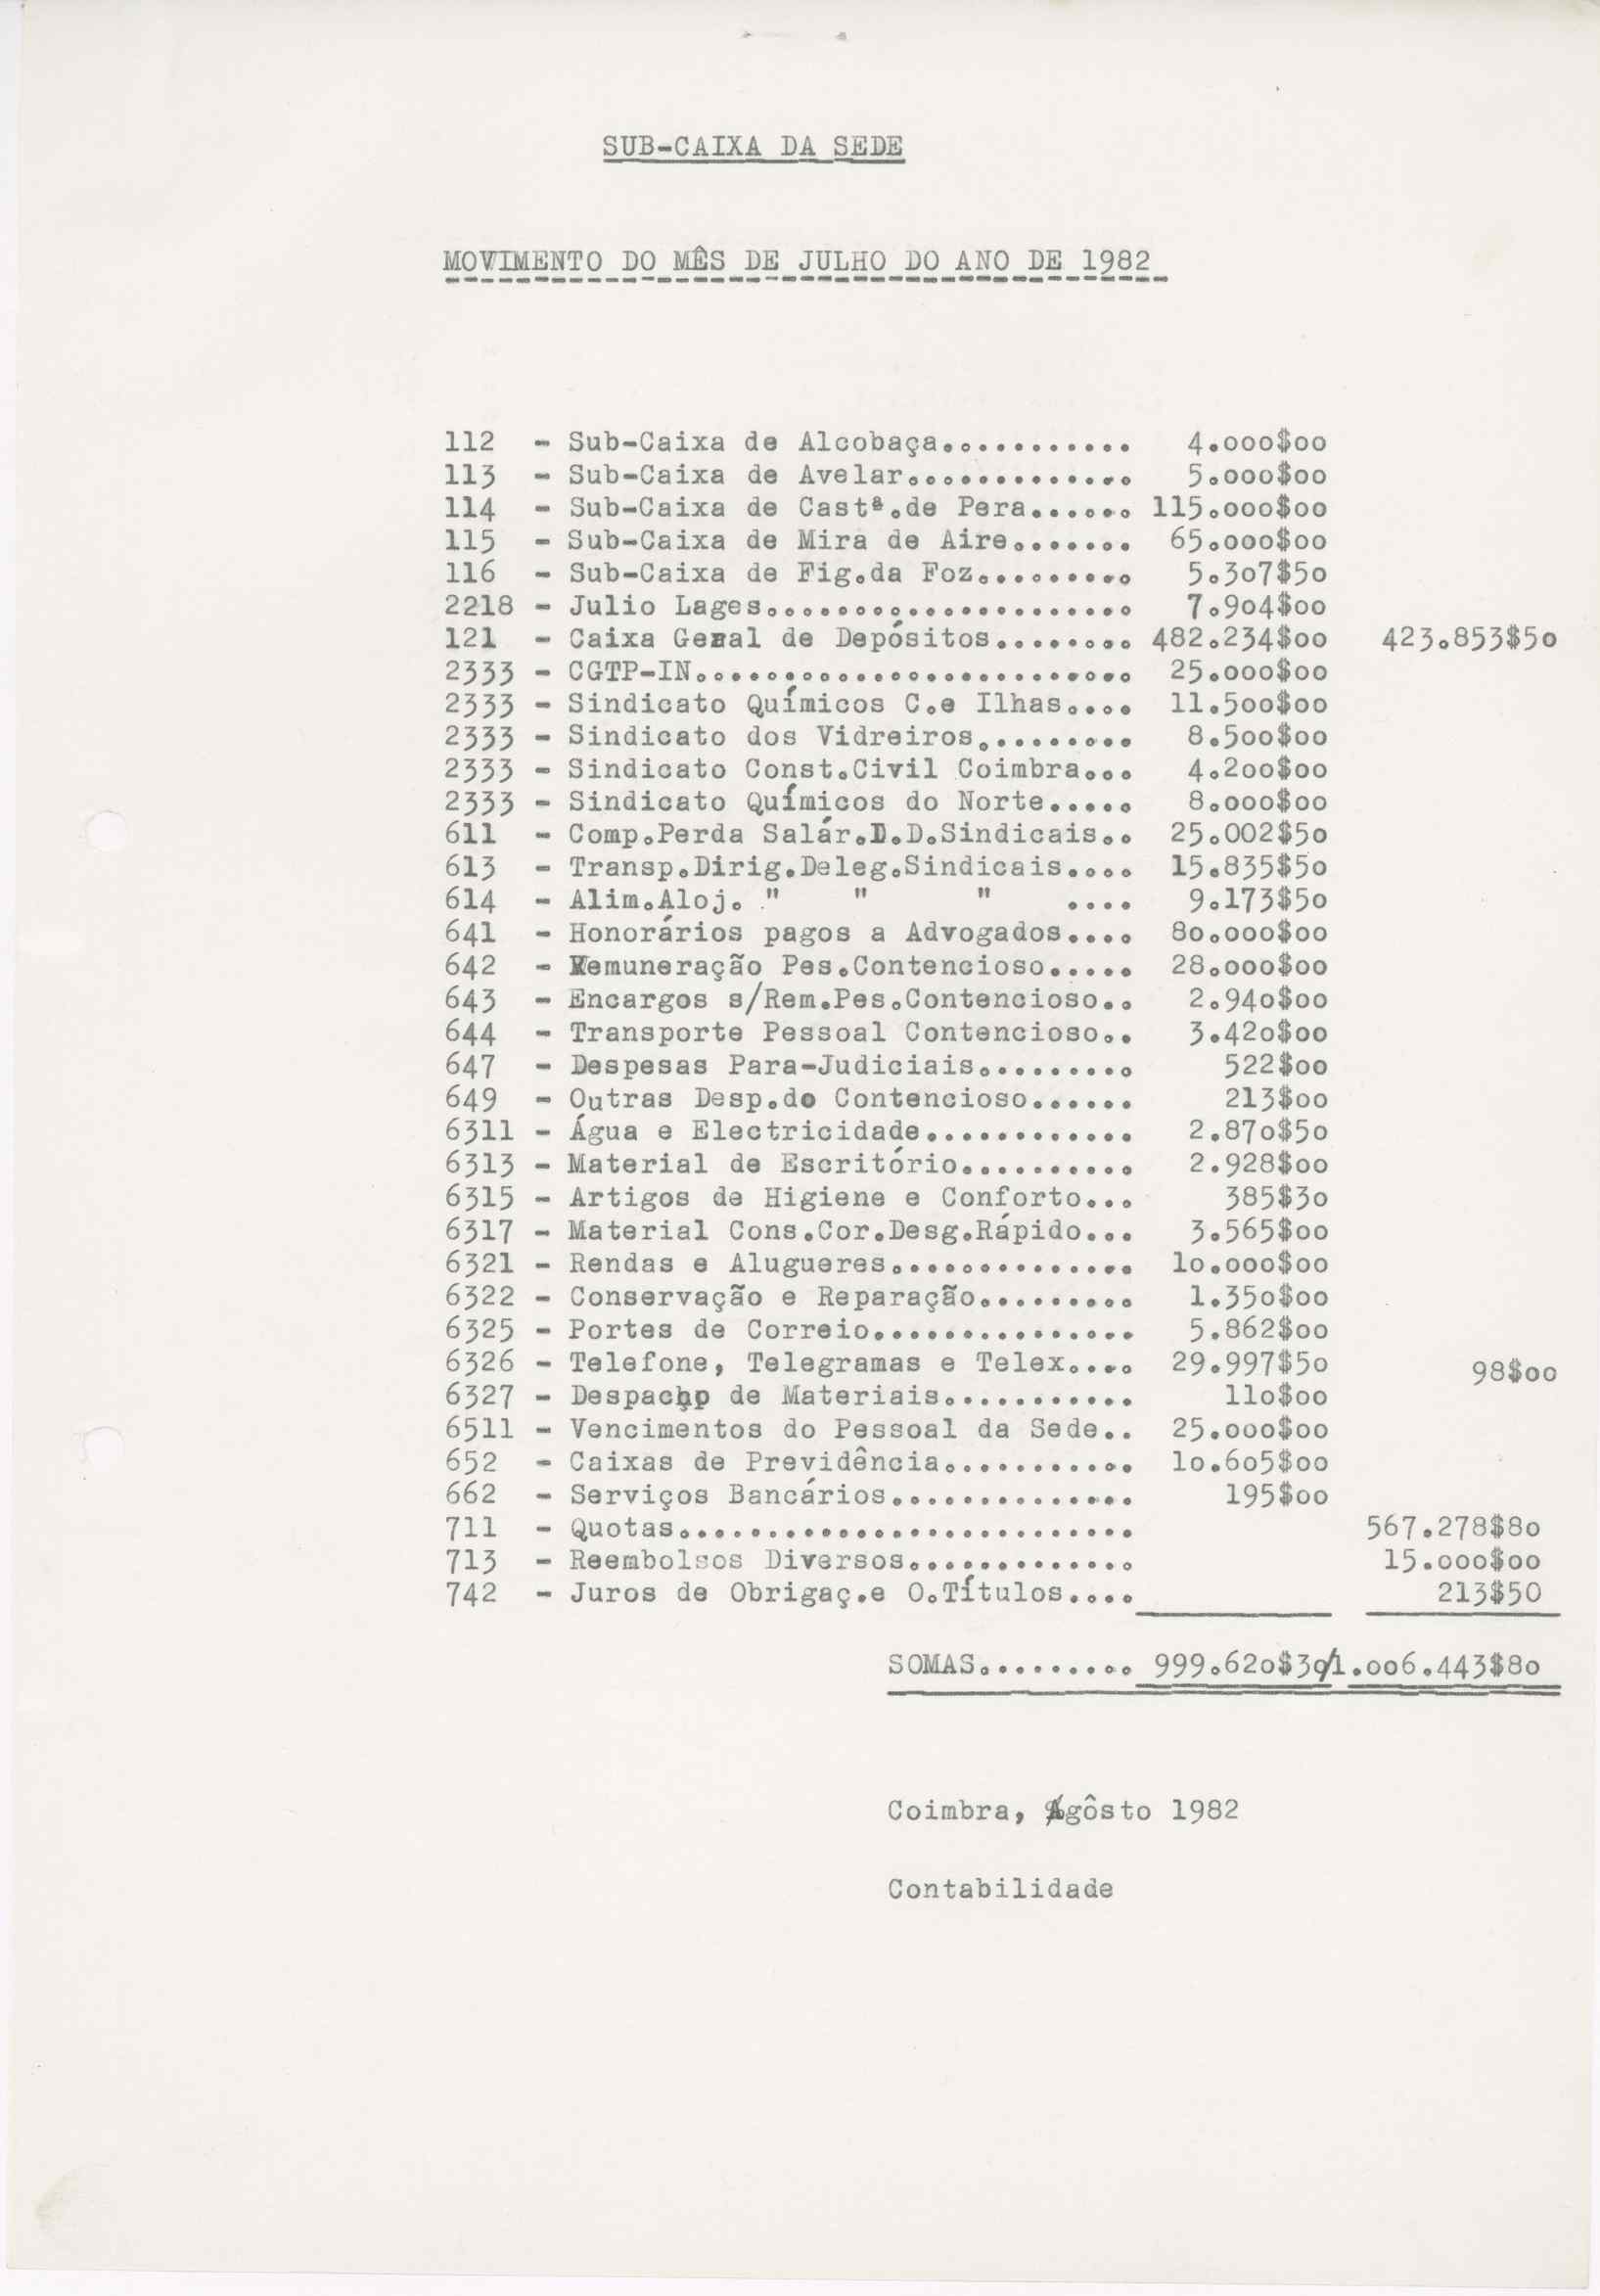 SUB-CAIXA DA SEDE
MOVIMENTO DO MÊS DE JULHO DO ANO DE 1982
112 - Sub-Caixa de Alcobaça........... 4.000$00
113 - Sub-Caixa de Avelar............. 5.000$00
114 - Sub-Caixa de Castª.de Pera...... 115.000$00
115 - Sub-Caixa de Mira de Aire....... 65.000$00
116 - Sub-Caixa de Fig.da Foz......... 5.307$50
2218 - Julio Lages..................... 7.904$00
121 - Caixa Geral de Depósitos........ 482.234$00 423.853$50
2333 - CGTP-IN......................... 25.000$00
2333 - Sindicato Químicos C.e Ilhas.... 11.500$00
2333 - Sindicato dos Vidreiros......... 8.500$00
2333 - Sindicato Const.Civil Coimbra... 4.200$00
2333 - Sindicato Químicos do Norte..... 8.000$00
611 - Comp.Perda Salár.D.D.Sindicais.. 25.002$50
613 - Transp.Dirig.Deleg.Sindicais.... 15.835$50
614 - Alim.Aloj. " " " .... 9.173$50
641 - Honorários pagos a Advogados.... 80.000$00
642 - Remuneração Pes.Contencioso..... 28.000$00
643 - Encargos s/Rem.Pes.Contencioso.. 2.940$00
644 - Transporte Pessoal Contencioso.. 3.420$00
647 - Despesas Para-Judiciais......... 522$00
649 - Outras Desp.do Contencioso...... 213$00
6311 - Água e Electricidade............ 2.870$50
6313 - Material de Escritório.......... 2.928$00
6315 - Artigos de Higiene e Conforto... 385$30
6317 - Material Cons.Cor.Desg.Rápido... 3.565$00
6321 - Rendas e Alugueres.............. 10.000$00
6322 - Conservação e Reparação......... 1.350$00
6325 - Portes de Correio............... 5.862$00
6326 - Telefone, Telegramas e Telex.... 29.997$50 98$00
6327 - Despacho de Materiais........... 110$00
6511 - Vencimentos do Pessoal da Sede.. 25.000$00
652 - Caixas de Previdência........... 10.605$00
662 - Serviços Bancários.............. 195$00
711 - Quotas.......................... 567.278$80
713 - Reembolsos Diversos............. 15.000$00
742 - Juros de Obrigaç.e O.Títulos.... 213$50
SOMAS......... 999.620$30/1.006.443$80
Coimbra, Agôsto 1982
Contabilidade